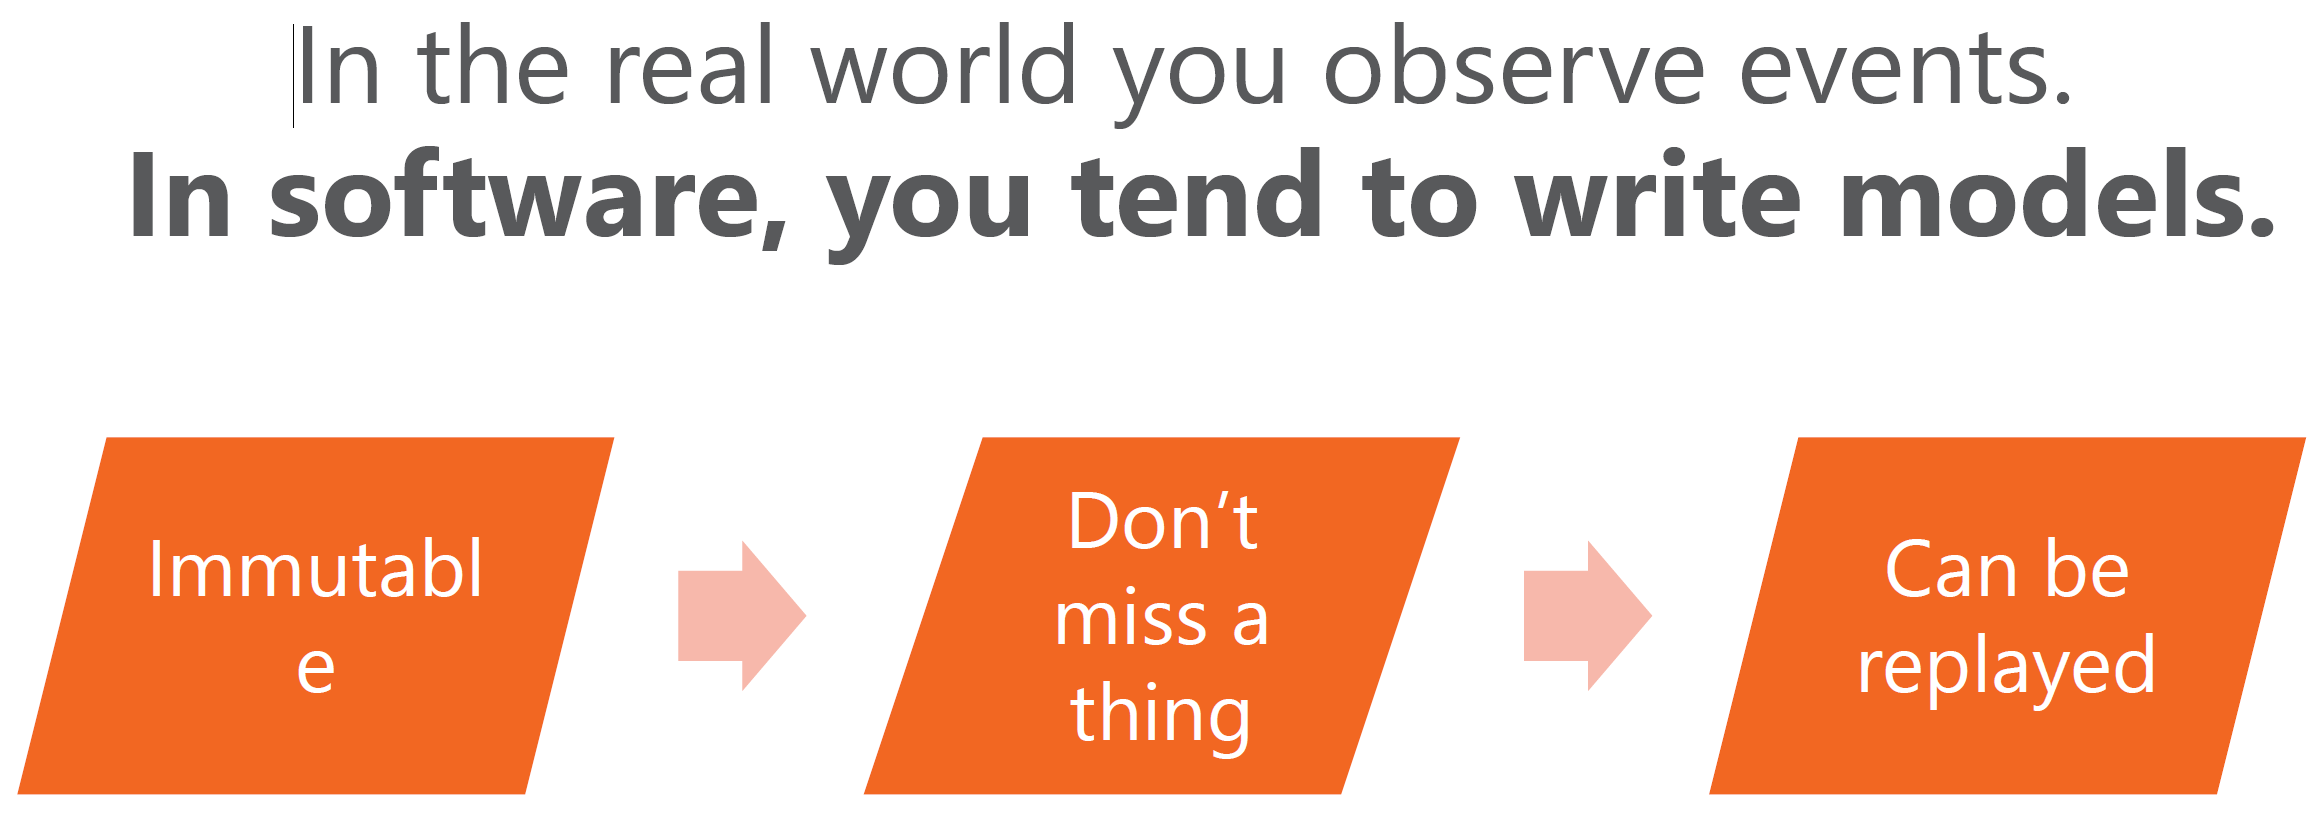 In the real world you observe events.
In software, you tend to write models.
Immutabl
e
Don’t
miss a
thing
Can be
replayed